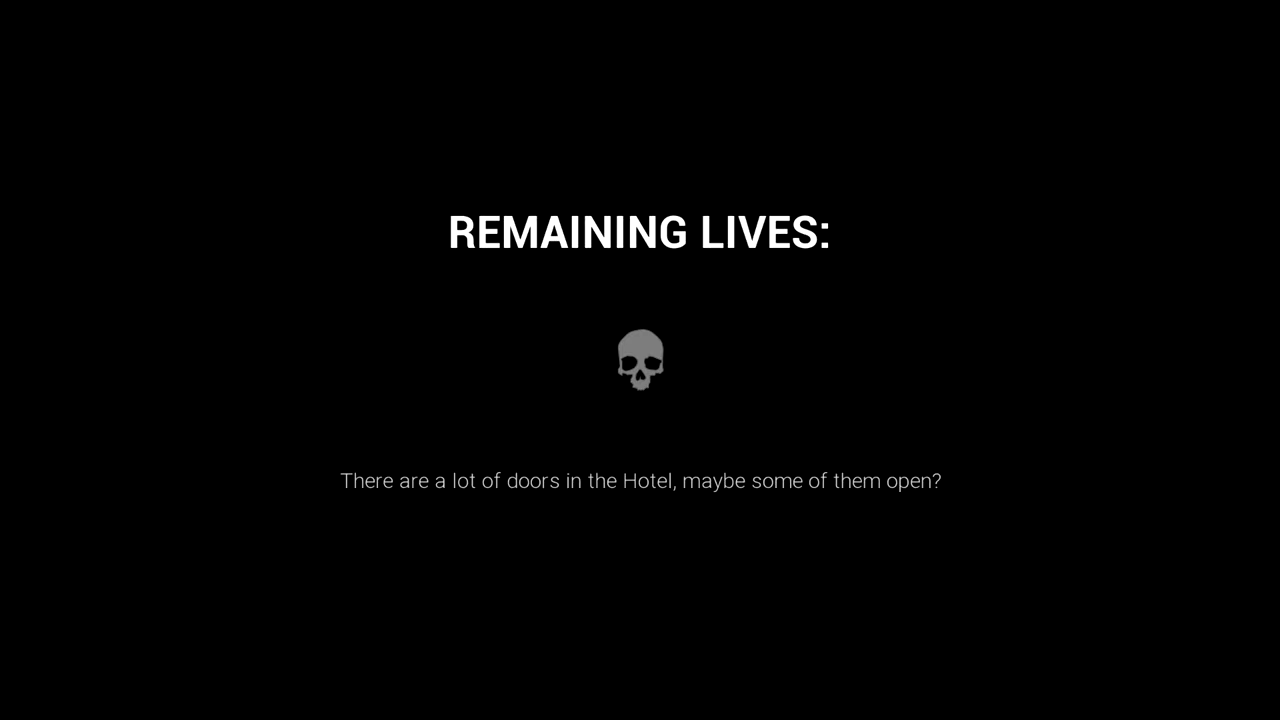 REMAINING LIVES:
There are a lot of doors in the Hotel, maybe some of them open?